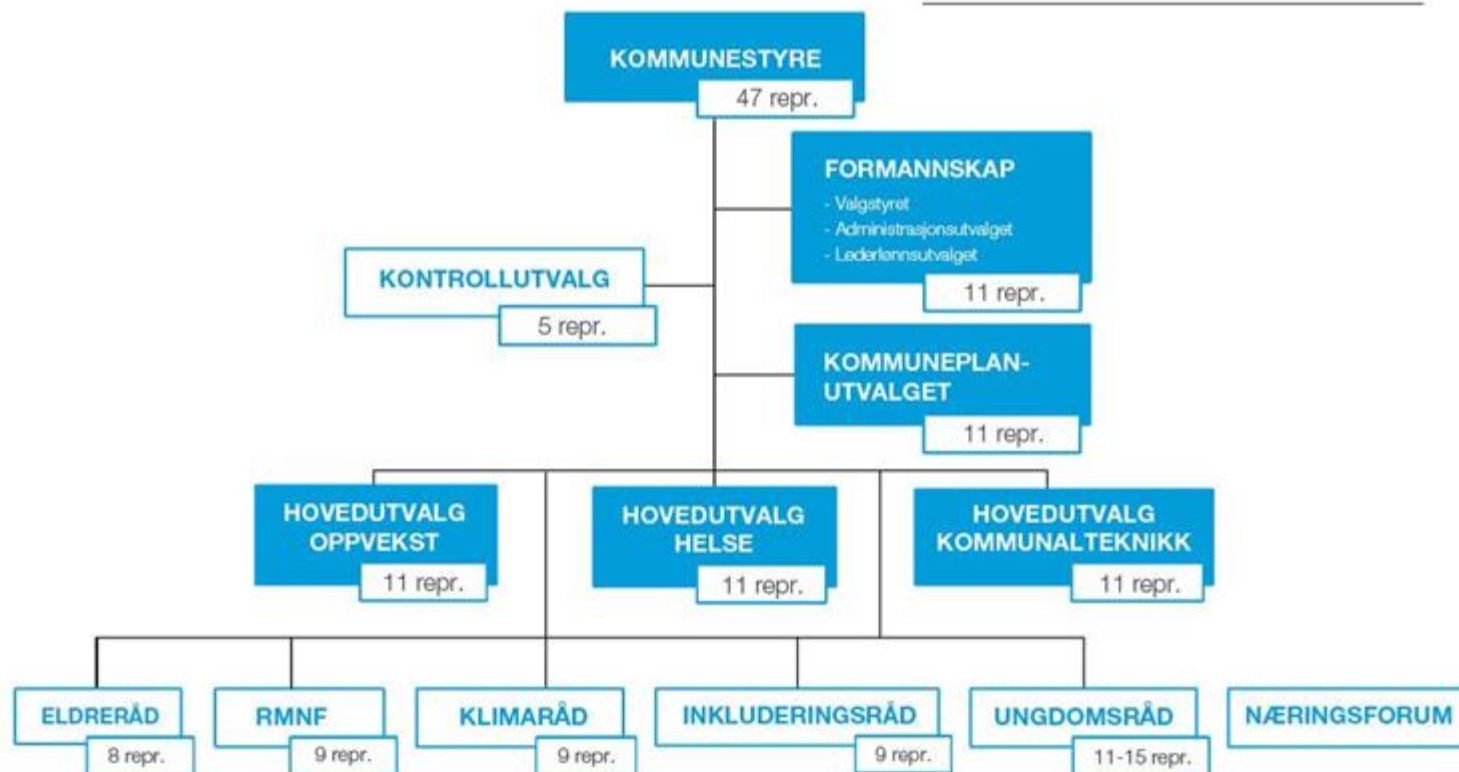 KOMMUNESTYRE
47 repr.
FORMANNSKAP
- Valgstyret
- Administrasjonsutvalget
- Lederlønnsutvalget
11 repr.
KONTROLLUTVALG
5 repr.
KOMMUNEPLAN-
UTVALGET
11 repr.
HOVEDUTVALG
OPPVEKST
11 repr.
HOVEDUTVALG
HELSE
11 repr.
HOVEDUTVALG
KOMMUNALTEKNIKK
11 repr.
ELDRERÅD
8 repr.
RMNF
9 repr.
KLIMARÅD
9 repr.
INKLUDERINGSRÅD
9 repr.
UNGDOMSRÅD
11-15 repr.
NÆRINGSFORUM